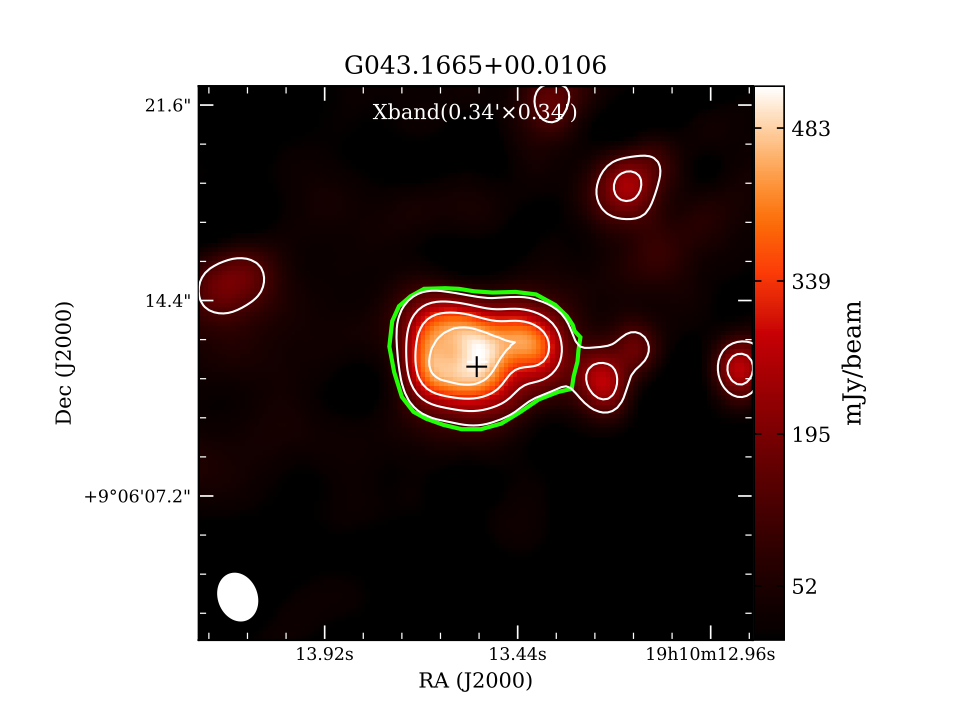 G043.1665+00.0106
Xband(0.34'×0.34')
21.6"
14.4"
+9°06'07.2"
Dec (J2000)
13.92s
13.44s
19h10m12.96s
RA (J2000)
483
339
195
52
mJy/beam